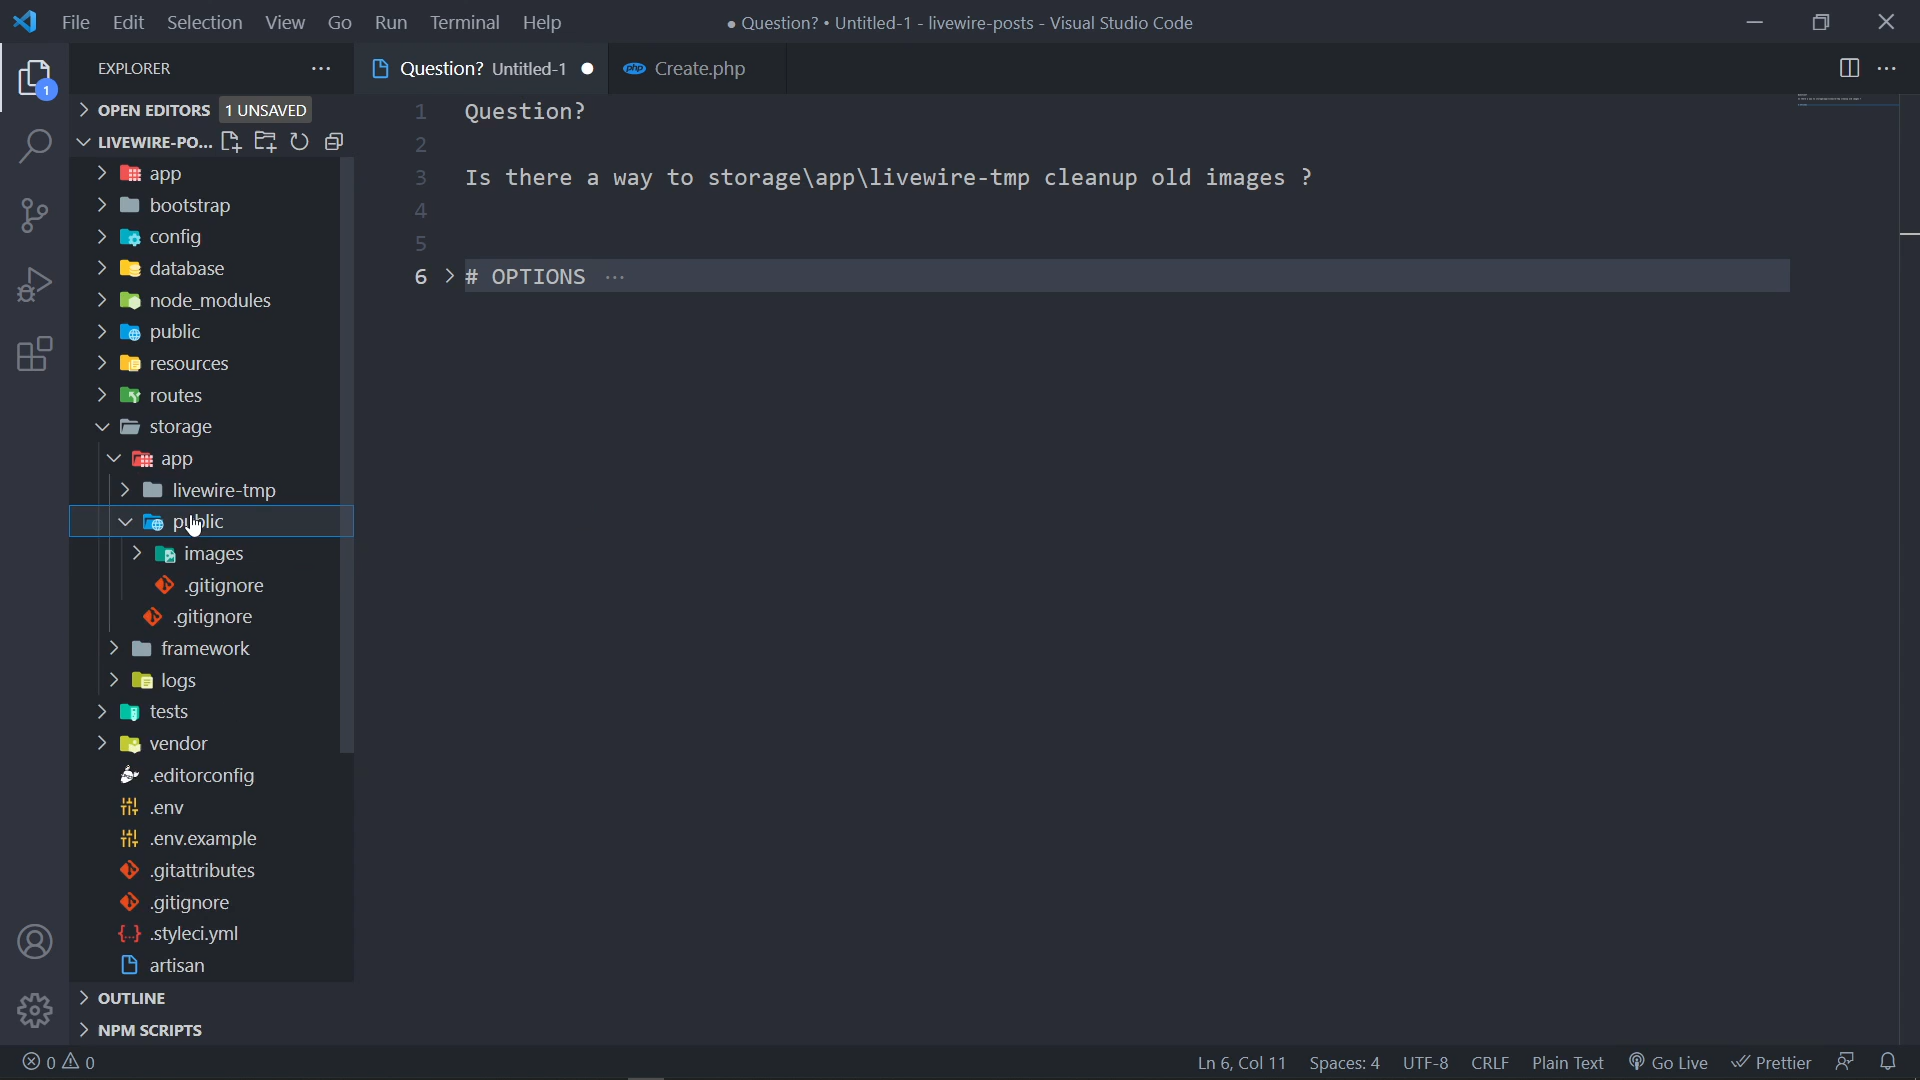 File Edit Selection View Go Run Terminal Help
● Question? • Untitled-1 - livewire-posts - Visual Studio Code
EXPLORER
Question? Untitled-1
Create.php
OPEN EDITORS 1 UNSAVED
LIVEWIRE-PO...
app
bootstrap
config
database
node_modules
public
resources
routes
storage
app
livewire-tmp
public
images
.gitignore
.gitignore
framework
logs
tests
vendor
.editorconfig
.env
.env.example
.gitattributes
.gitignore
.styleci.yml
artisan
OUTLINE
NPM SCRIPTS
1 Question?
2
3 Is there a way to storage\app\livewire-tmp cleanup old images ?
4
5
6 # OPTIONS ...
0 0
Ln 6, Col 11 Spaces: 4 UTF-8 CRLF Plain Text Go Live Prettier